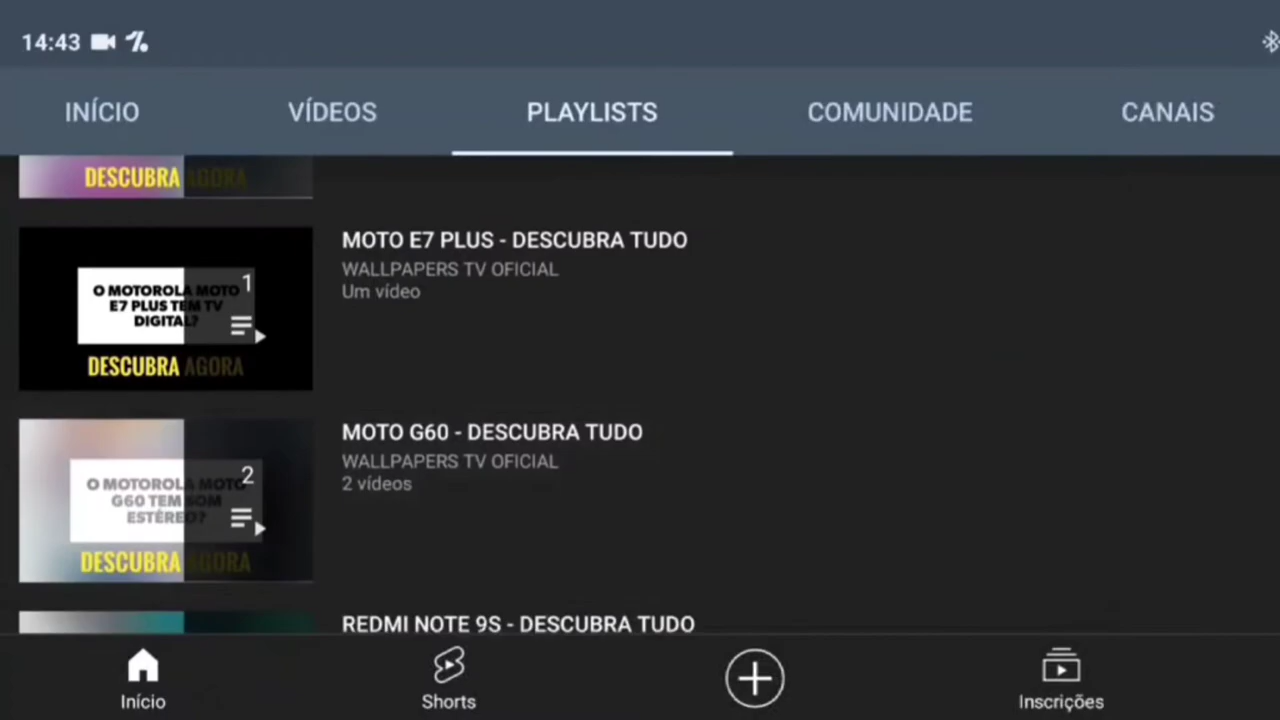 14:43
INÍCIO VÍDEOS PLAYLISTS COMUNIDADE CANAIS
DESCUBRA AGORA
MOTO E7 PLUS - DESCUBRA TUDO
WALLPAPERS TV OFICIAL
Um vídeo
1
O MOTOROLA MOTO
E7 PLUS TEM TV
DIGITAL?
DESCUBRA AGORA
MOTO G60 - DESCUBRA TUDO
WALLPAPERS TV OFICIAL
2 vídeos
2
O MOTOROLA MOTO
G60 TEM SOM
ESTÉREO?
DESCUBRA AGORA
REDMI NOTE 9S - DESCUBRA TUDO
Início Shorts Inscrições